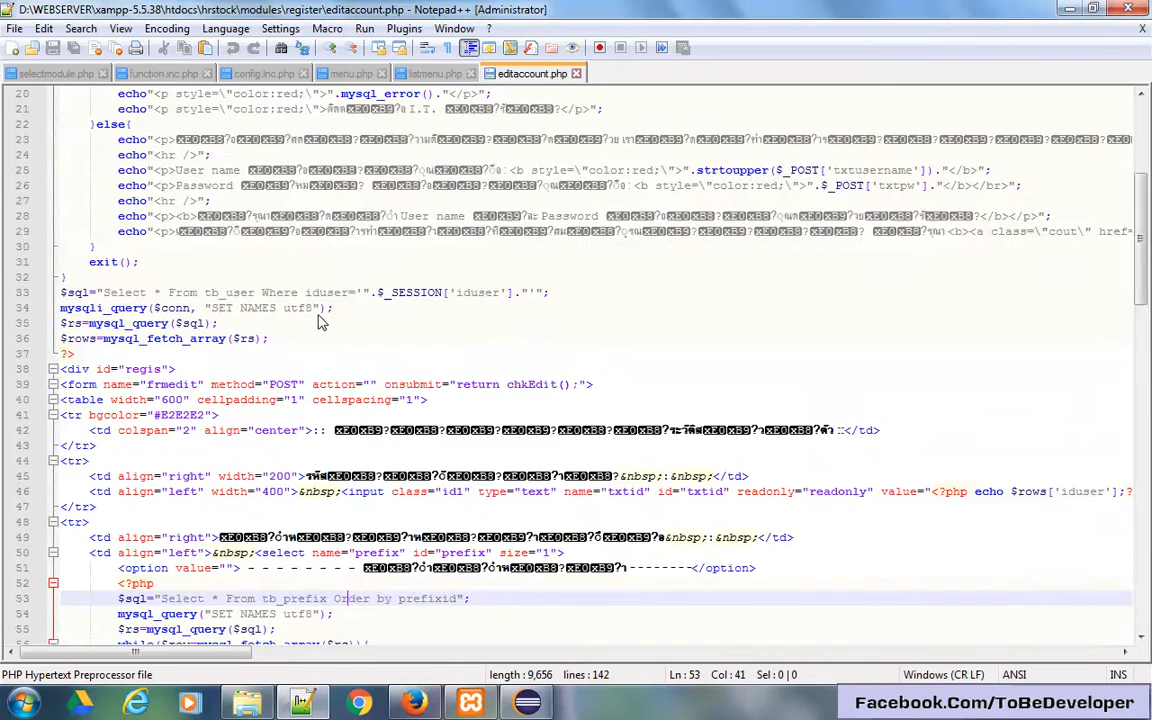 D:\WEBSERVER\xampp-5.5.38\htdocs\hrstock\modules\register\editaccount.php - Notepad++ [Administrator]
File Edit Search View Encoding Language Settings Macro Run Plugins Window ? X
selectmodule.php function.inc.php config.inc.php menu.php listmenu.php editaccount.php
20 echo"<p style=\"color:red;\">".mysql_error()."</p>";
21 echo"<p style=\"color:red;\">
I.T.
?</p>";
22 }else{
23 echo"<p>
24 echo"<hr />";
25 echo"<p>User name
<b style=\"color:red;\">".strtoupper($_POST['txtusername'])."</b>";
26 echo"<p>Password
<b style=\"color:red;\">".$_POST['txtpw']."</b></br>";
27 echo"<hr />";
28 echo"<p><b>
User name
Password
?</b></p>";
29 echo"<p>
<b><a class=\"cout\" href=
30 }
31 exit();
32 }
33 $sql="Select * From tb_user Where iduser='".$_SESSION['iduser']."'";
34 mysqli_query($conn, "SET NAMES utf8");
35 $rs=mysql_query($sql);
36 $rows=mysql_fetch_array($rs);
37 ?>
38 <div id="regis">
39 <form name="frmedit" method="POST" action="" onsubmit="return chkEdit();">
40 <table width="600" cellpadding="1" cellspacing="1">
41 <tr bgcolor="#E2E2E2">
42 <td colspan="2" align="center">::
::</td>
43 </tr>
44 <tr>
45 <td align="right" width="200">
&nbsp;:&nbsp;</td>
46 <td align="left" width="400">&nbsp;<input class="id1" type="text" name="txtid" id="txtid" readonly="readonly" value="<?php echo $rows['iduser'];?
47 </tr>
48 <tr>
49 <td align="right">
&nbsp;:&nbsp;</td>
50 <td align="left">&nbsp;<select name="prefix" id="prefix" size="1">
51 <option value=""> - - - - - - - -
--------</option>
52 <?php
53 $sql="Select * From tb_prefix Order by prefixid";
54 mysql_query("SET NAMES utf8");
55 $rs=mysql_query($sql);
56 while($row=mysql_fetch_array($rs)){
PHP Hypertext Preprocessor file length : 9,656 lines : 142 Ln : 53 Col : 41 Sel : 0 | 0 Windows (CR LF) ANSI INS
Facebook.Com/ToBeDeveloper